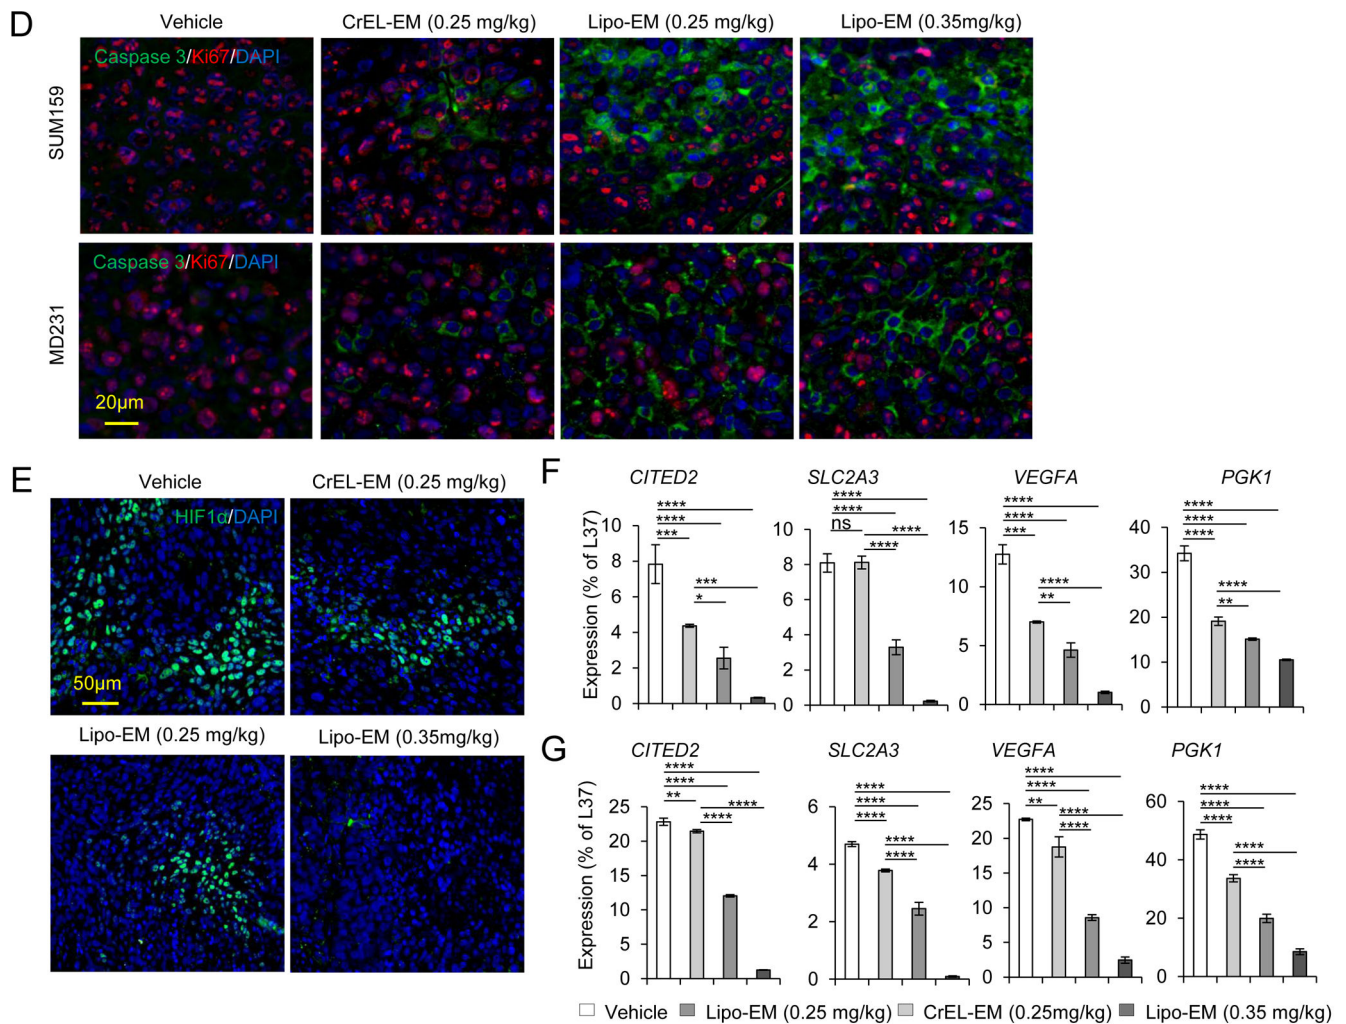 D
Vehicle
CrEL-EM (0.25 mg/kg)
Lipo-EM (0.25 mg/kg)
Lipo-EM (0.35mg/kg)
SUM159
Caspase 3/Ki67/DAPI
MD231
Caspase 3/Ki67/DAPI
20μm
E
Vehicle
CrEL-EM (0.25 mg/kg)
HIF1α/DAPI
50μm
Lipo-EM (0.25 mg/kg)
Lipo-EM (0.35mg/kg)
F
Expression (% of L37)
CITED2
****
****
***
***
*
10
8
6
4
2
0
SLC2A3
****
****
ns
****
****
10
8
6
4
2
0
VEGFA
****
****
***
****
**
15
10
5
0
PGK1
****
****
****
****
**
40
30
20
10
0
G
Expression (% of L37)
CITED2
****
****
**
****
****
25
20
15
10
5
0
SLC2A3
****
****
****
****
****
6
4
2
0
VEGFA
****
****
**
****
****
25
20
15
10
5
0
PGK1
****
****
****
****
****
60
40
20
0
Vehicle
Lipo-EM (0.25 mg/kg)
CrEL-EM (0.25mg/kg)
Lipo-EM (0.35 mg/kg)